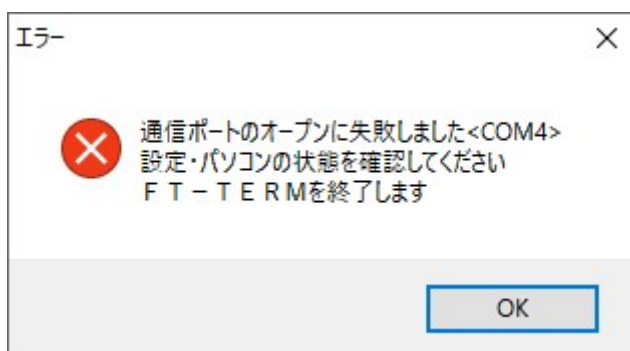 エラー
通信ポートのオープンに失敗しました<COM4>
設定・パソコンの状態を確認してください
ＦＴ－ＴＥＲＭを終了します
OK